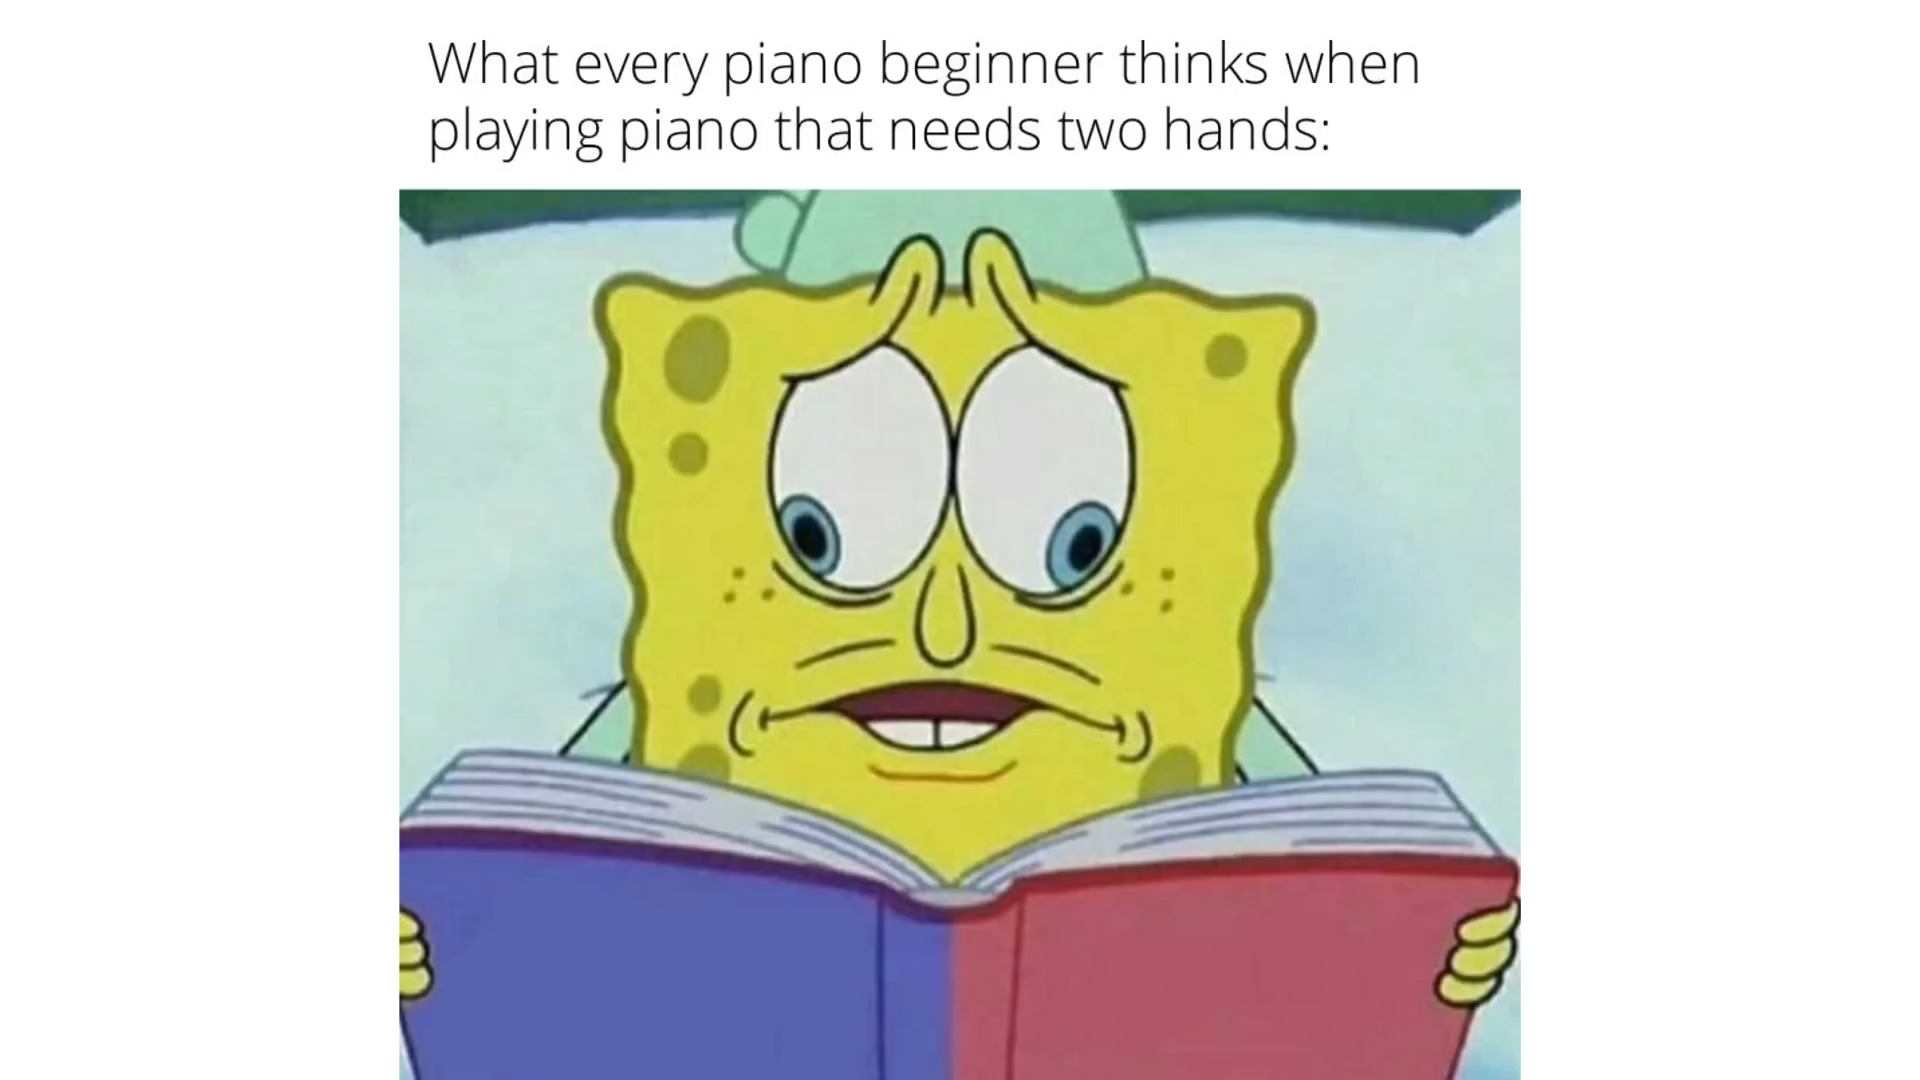 What every piano beginner thinks when
playing piano that needs two hands: